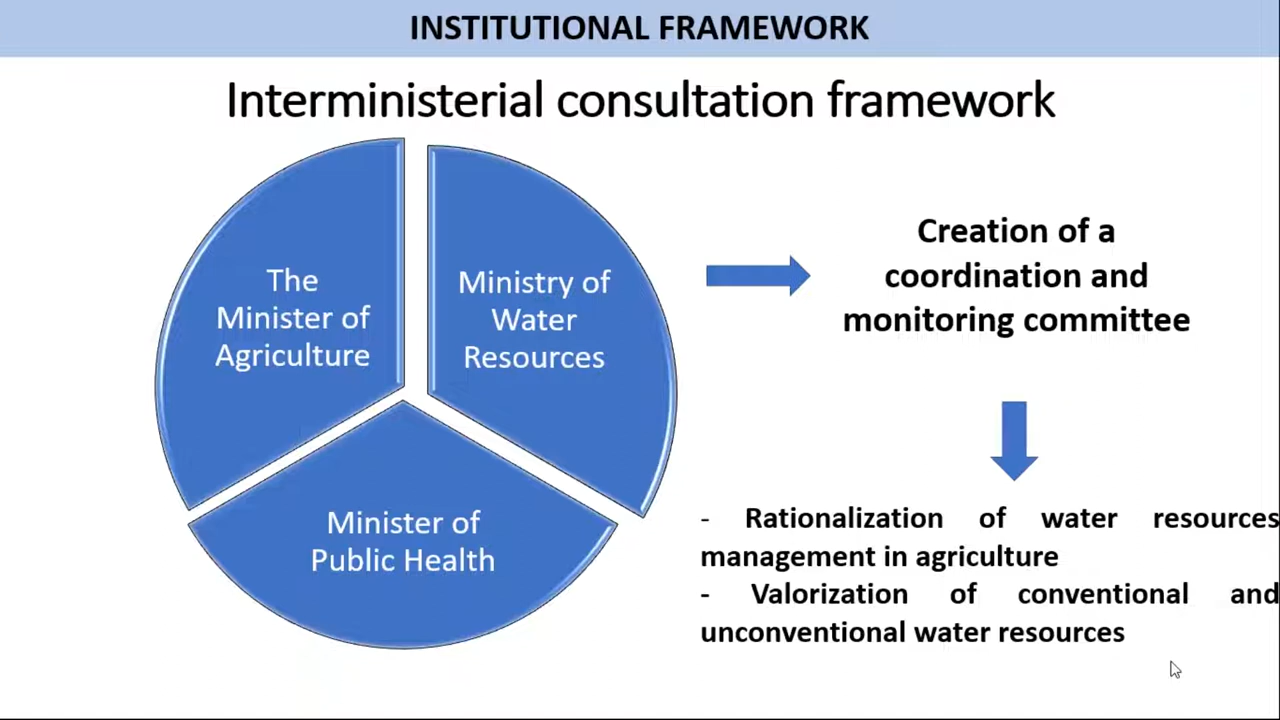 INSTITUTIONAL FRAMEWORK
Interministerial consultation framework
The
Minister of
Agriculture
Ministry of
Water
Resources
Minister of
Public Health
Creation of a
coordination and
monitoring committee
- Rationalization of water resources
management in agriculture
- Valorization of conventional and
unconventional water resources